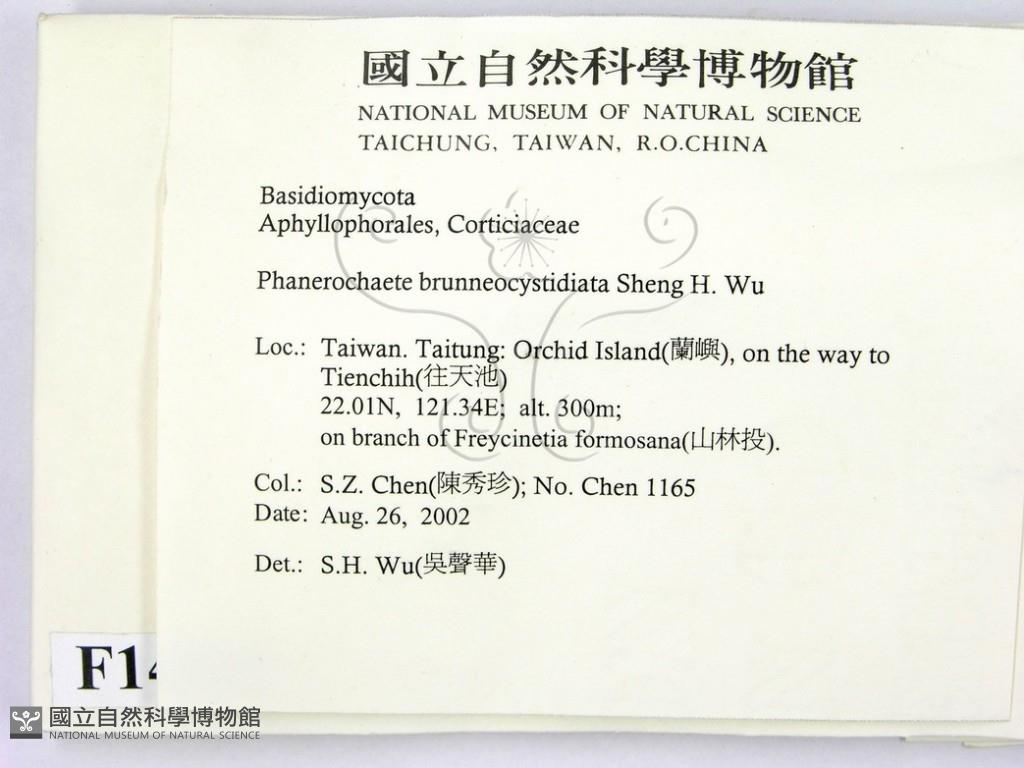 國立自然科學博物館
NATIONAL MUSEUM OF NATURAL SCIENCE
TAICHUNG, TAIWAN, R.O.CHINA
Basidiomycota
Aphyllophorales, Corticiaceae
Phanerochaete brunneocystidiata Sheng H. Wu
Loc.: Taiwan. Taitung: Orchid Island(蘭嶼), on the way to
Tienchih(往天池)
22.01N, 121.34E; alt. 300m;
on branch of Freycinetia formosana(山林投).
Col.: S.Z. Chen(陳秀珍); No. Chen 1165
Date: Aug. 26, 2002
Det.: S.H. Wu(吳聲華)
F14
國立自然科學博物館
NATIONAL MUSEUM OF NATURAL SCIENCE